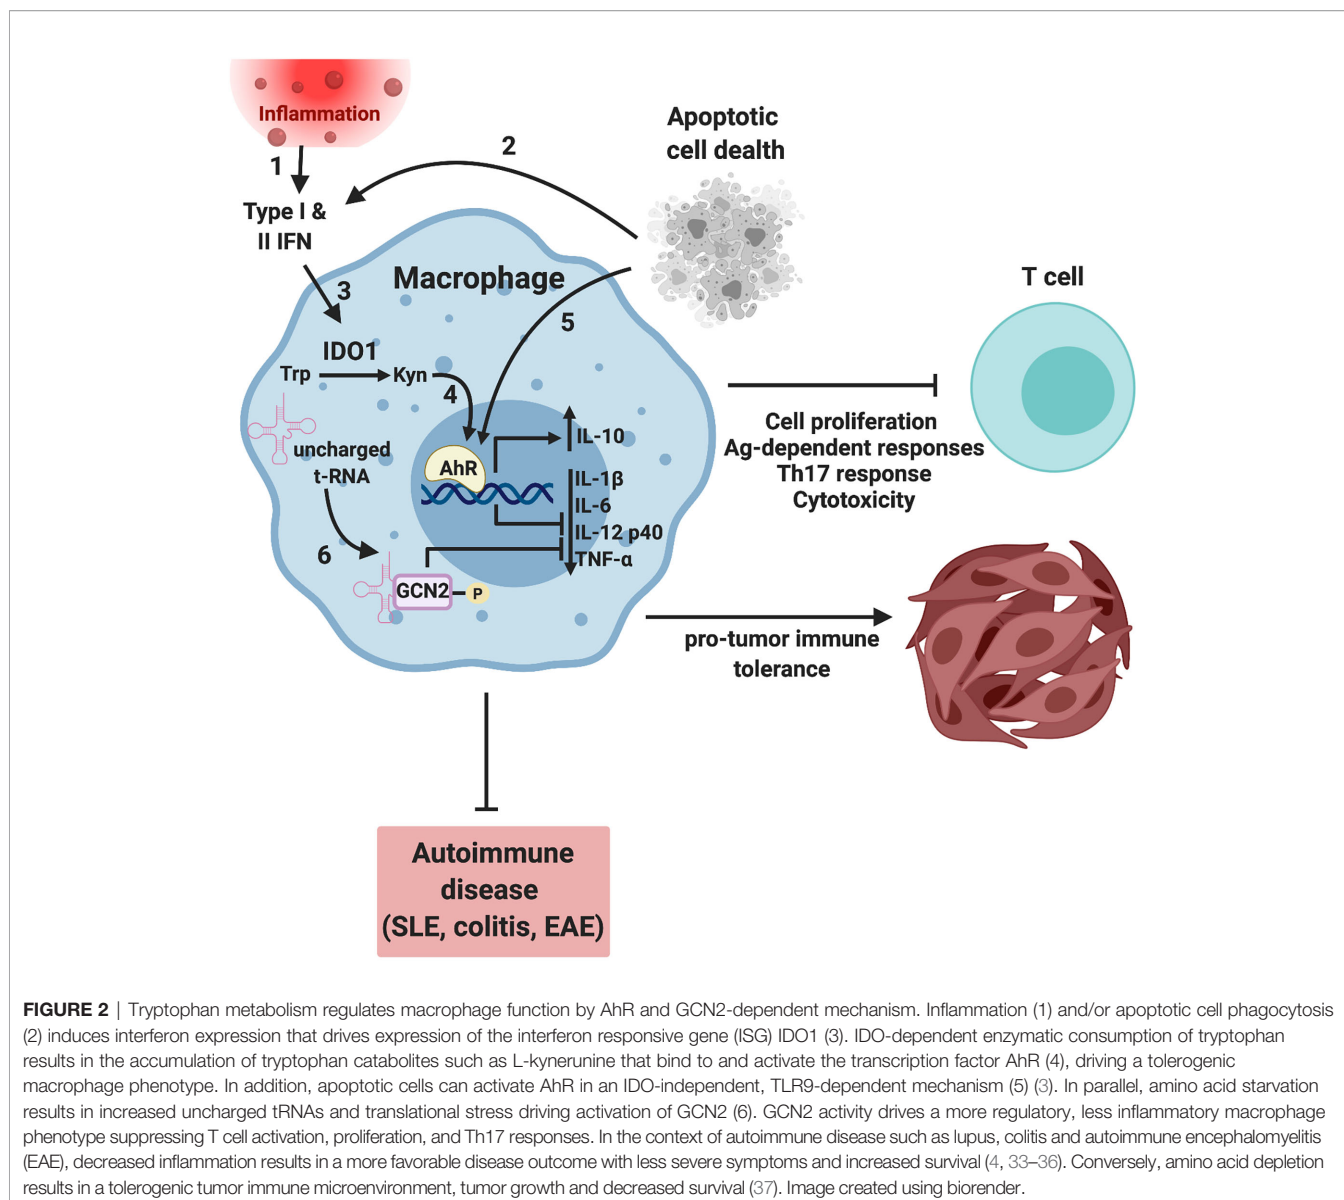 Inflammation
1
Type I &
II IFN
2
Apoptotic
cell dealth
3
Macrophage
5
T cell
IDO1
Trp
Kyn
4
uncharged
t-RNA
6
AhR
IL-10
IL-1β
IL-6
IL-12 p40
TNF-α
GCN2
P
Cell proliferation
Ag-dependent responses
Th17 response
Cytotoxicity
pro-tumor immune
tolerance
Autoimmune
disease
(SLE, colitis, EAE)
FIGURE 2 | Tryptophan metabolism regulates macrophage function by AhR and GCN2-dependent mechanism. Inflammation (1) and/or apoptotic cell phagocytosis
(2) induces interferon expression that drives expression of the interferon responsive gene (ISG) IDO1 (3). IDO-dependent enzymatic consumption of tryptophan
results in the accumulation of tryptophan catabolites such as L-kynerunine that bind to and activate the transcription factor AhR (4), driving a tolerogenic
macrophage phenotype. In addition, apoptotic cells can activate AhR in an IDO-independent, TLR9-dependent mechanism (5) (3). In parallel, amino acid starvation
results in increased uncharged tRNAs and translational stress driving activation of GCN2 (6). GCN2 activity drives a more regulatory, less inflammatory macrophage
phenotype suppressing T cell activation, proliferation, and Th17 responses. In the context of autoimmune disease such as lupus, colitis and autoimmune encephalomyelitis
(EAE), decreased inflammation results in a more favorable disease outcome with less severe symptoms and increased survival (4, 33–36). Conversely, amino acid depletion
results in a tolerogenic tumor immune microenvironment, tumor growth and decreased survival (37). Image created using biorender.